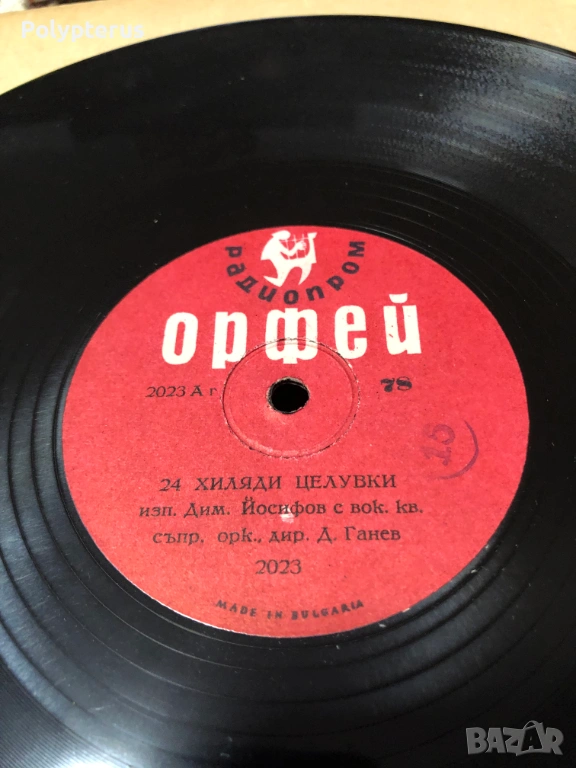 Polypterus
радиопром
орфей
2023 А г 78
15
24 ХИЛЯДИ ЦЕЛУВКИ
изп. Дим. Йосифов с вок. кв.
съпр. орк., дир. Д. Ганев
2023
MADE IN BULGARIA
BAZAR